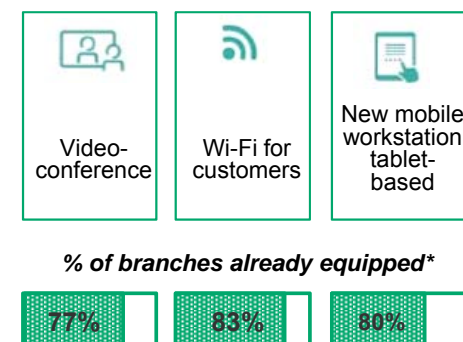 Video-
conference
Wi-Fi for
customers
New mobile
workstation
tablet-
based
% of branches already equipped*
77%
83%
80%